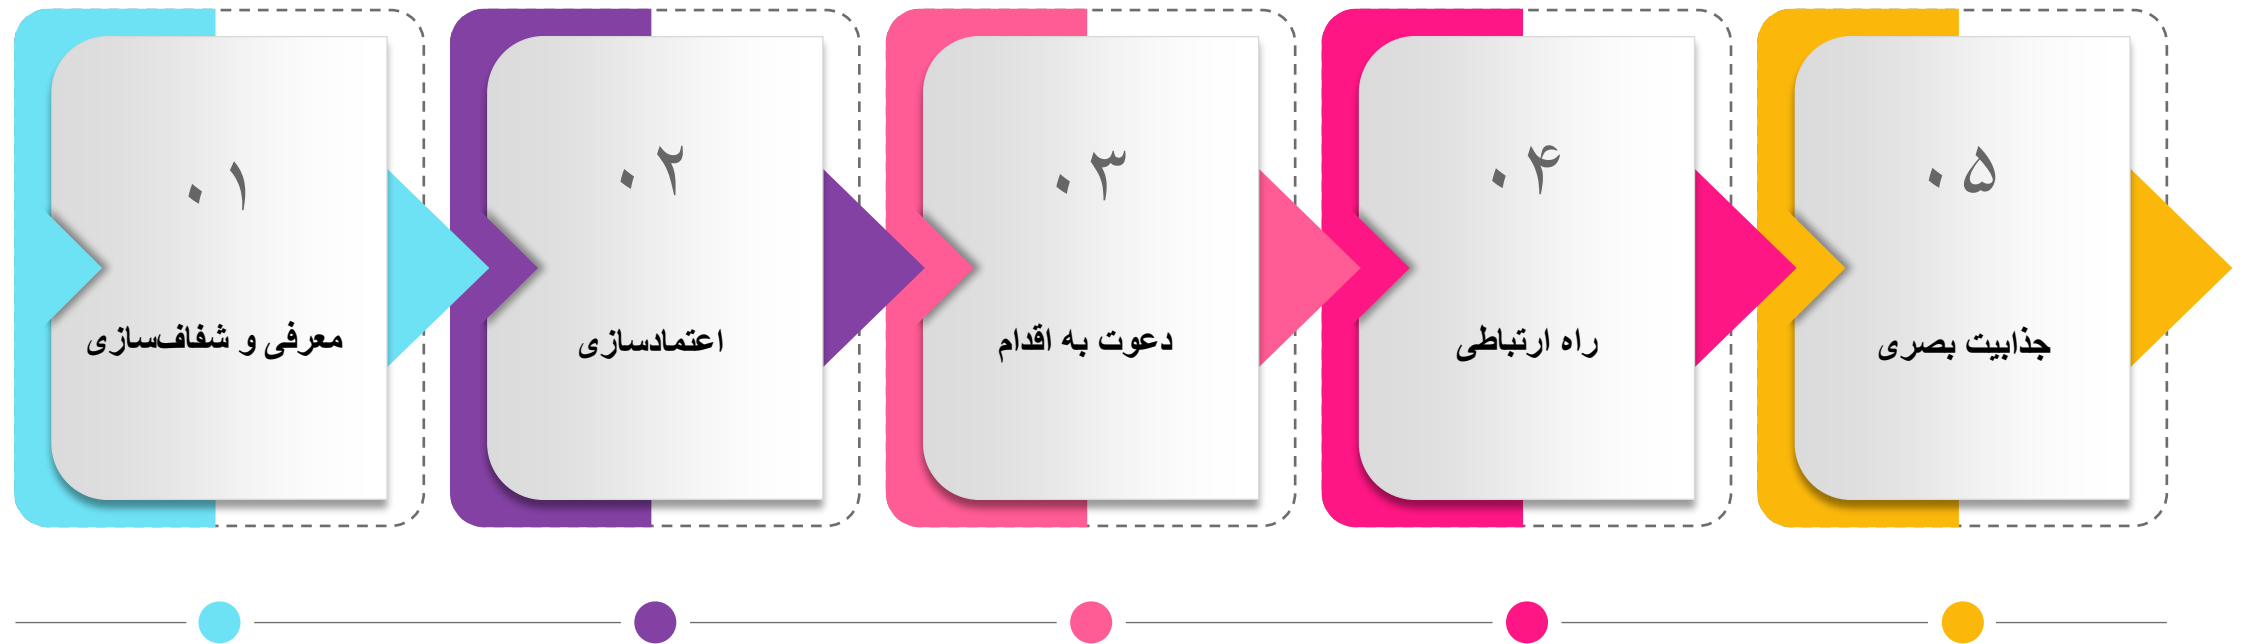 ۰۱
معرفی و شفاف‌سازی
۰۲
اعتمادسازی
۰۳
دعوت به اقدام
۰۴
راه ارتباطی
۰۵
جذابیت بصری